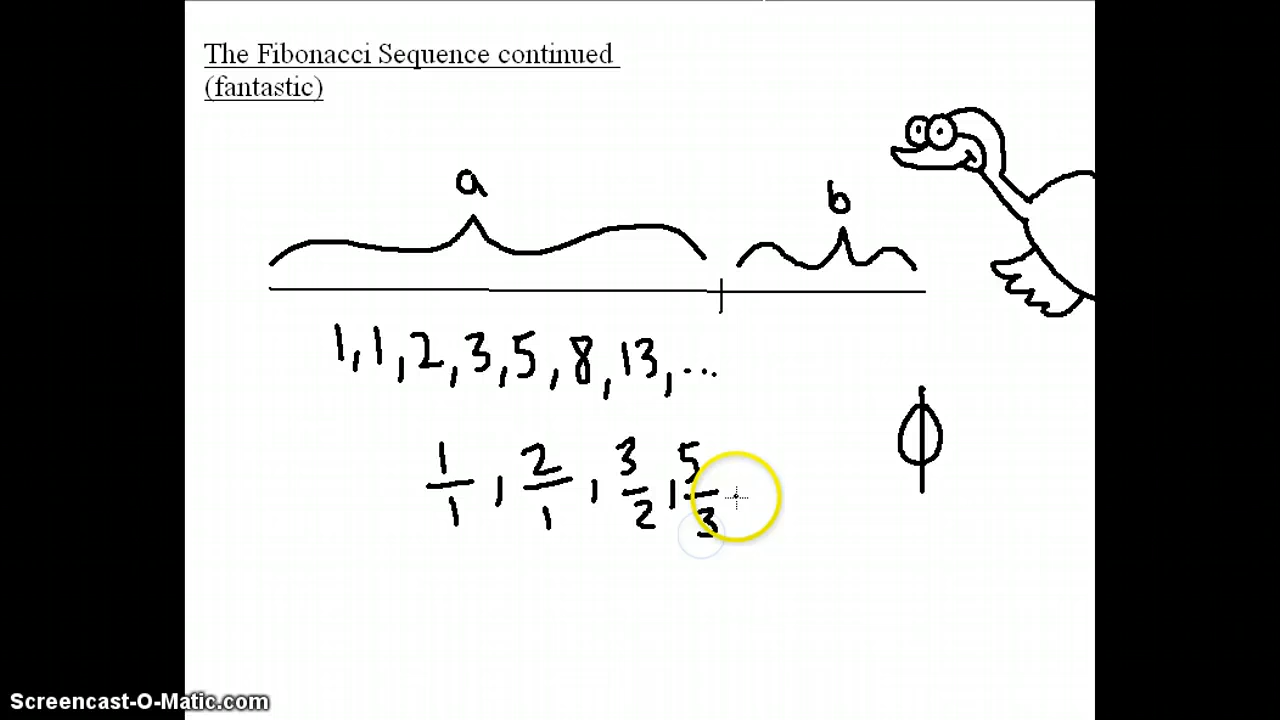 The Fibonacci Sequence continued
(fantastic)
a
b
1, 1, 2, 3, 5, 8, 13, ...
1/1, 2/1, 3/2, 5/3
ϕ
Screencast-O-Matic.com